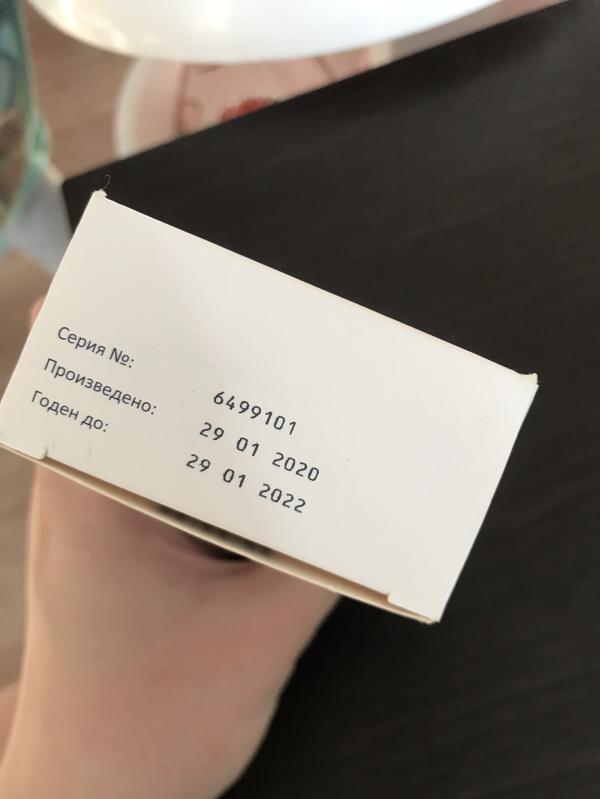 Серия №: 6499101
Произведено: 29 01 2020
Годен до: 29 01 2022